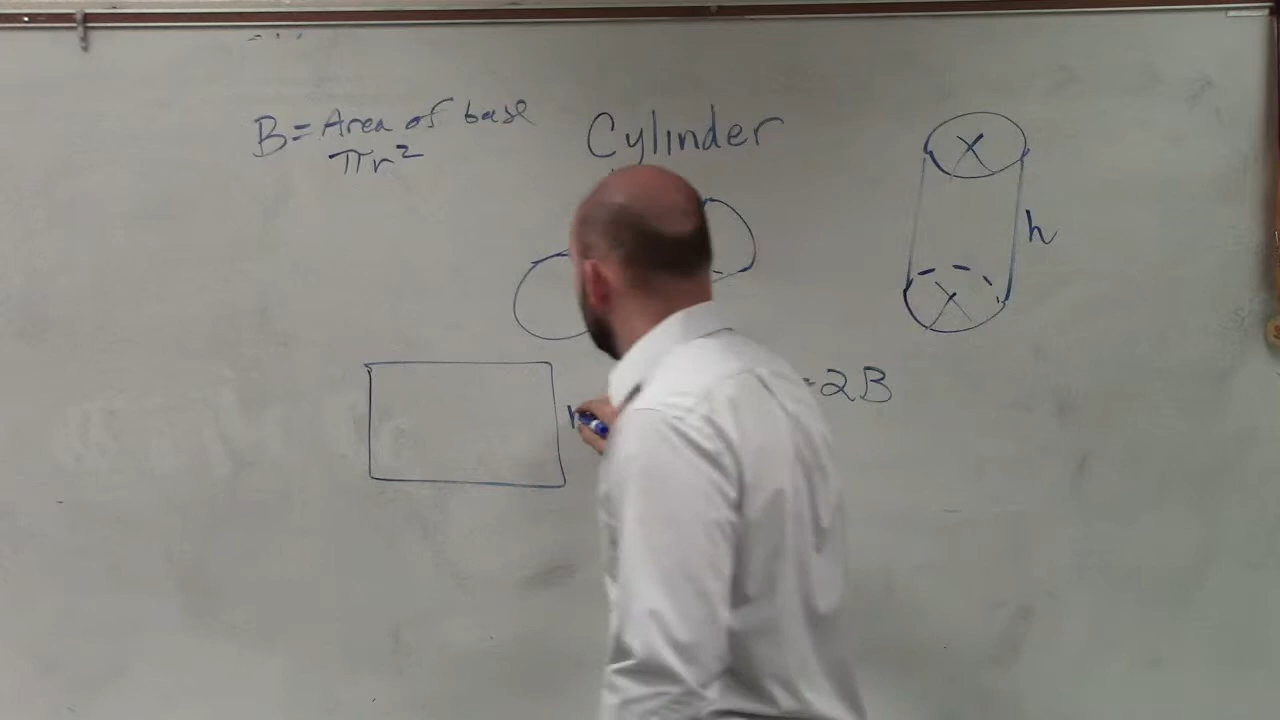 B = Area of base
πr²
Cylinder
h
2B